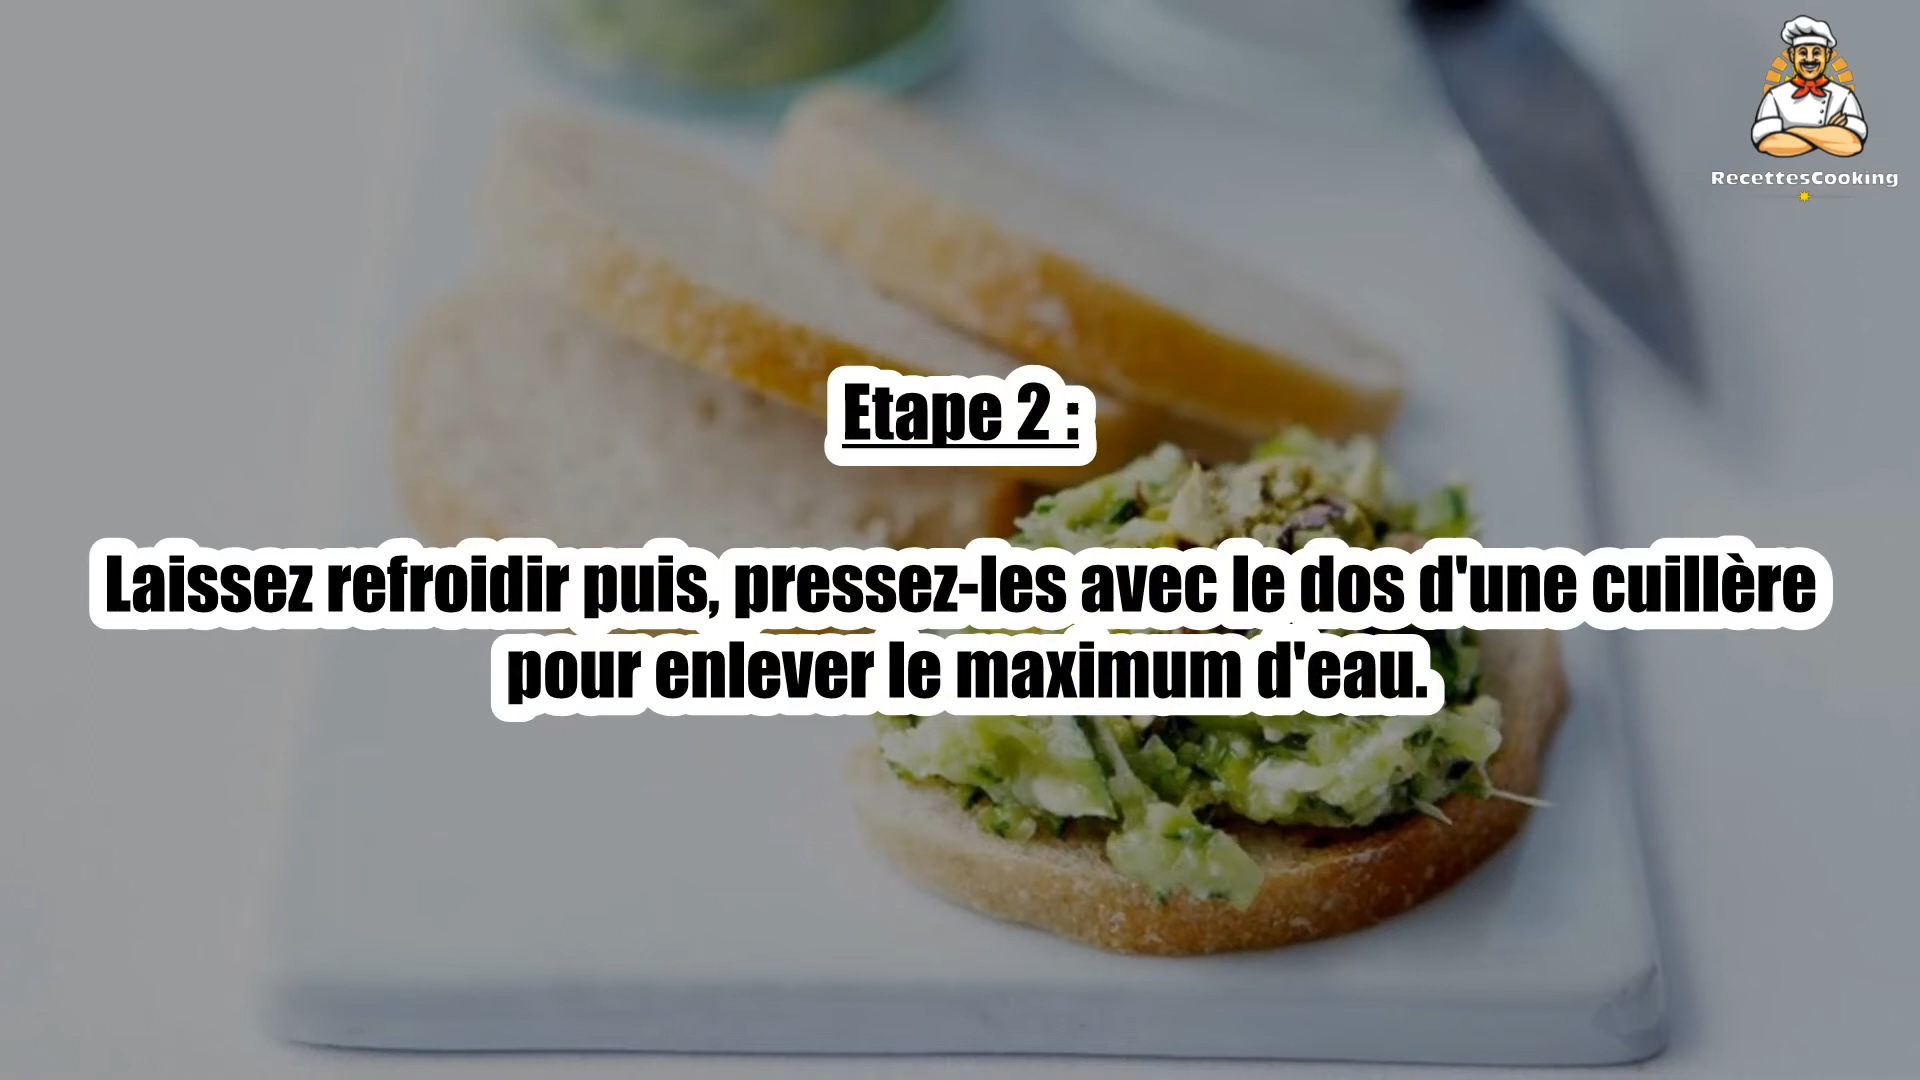 RecettesCooking
Etape 2 :
Laissez refroidir puis, pressez-les avec le dos d'une cuillère
pour enlever le maximum d'eau.